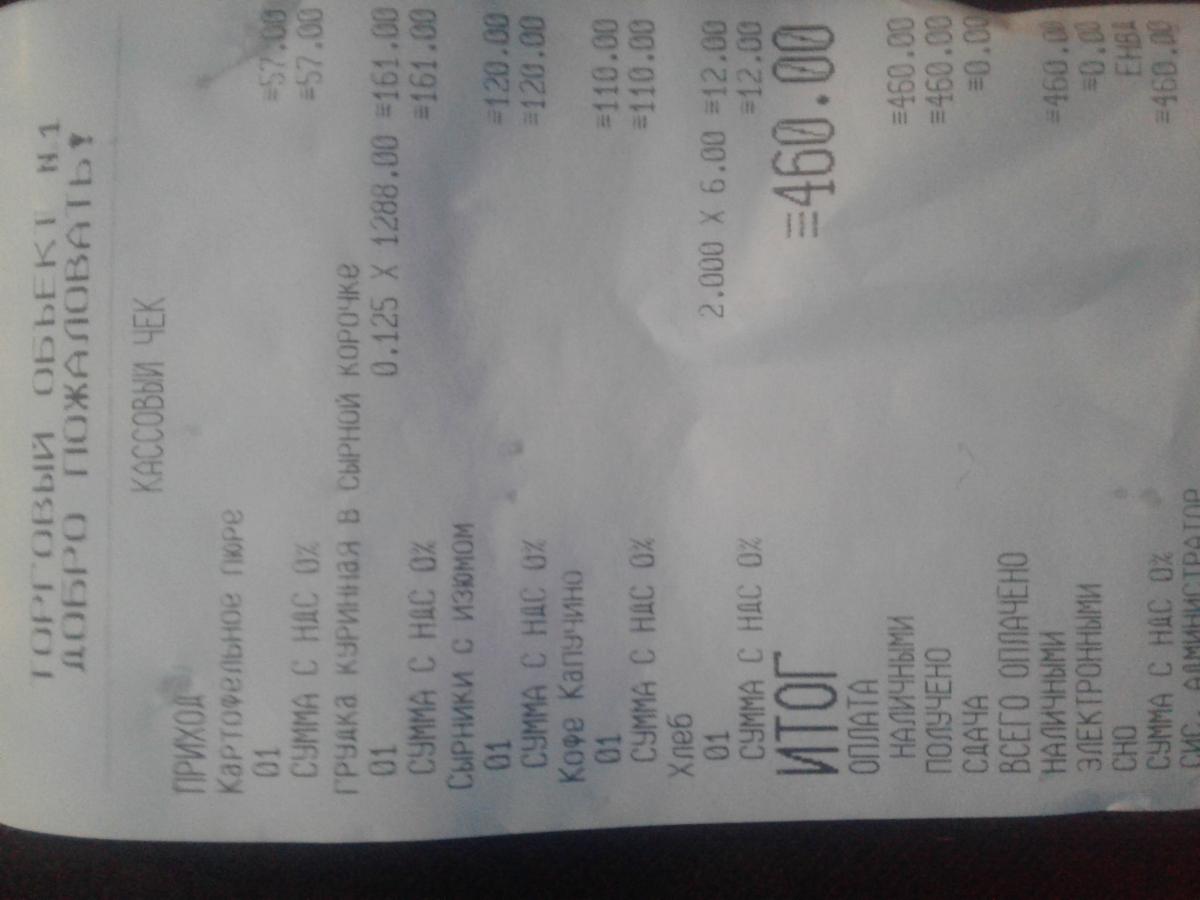 ТОРГОВЫЙ ОБЪЕКТ N.1
ДОБРО ПОЖАЛОВАТЬ!
КАССОВЫЙ ЧЕК
ПРИХОД
Картофельное пюре
01 ≡57.00
СУММА С НДС 0% ≡57.00
Грудка куринная в сырной корочке
0.125 X 1288.00
01 ≡161.00
СУММА С НДС 0% ≡161.00
Сырники с изюмом
01 ≡120.00
СУММА С НДС 0% ≡120.00
Кофе Капучино
01 ≡110.00
СУММА С НДС 0% ≡110.00
Хлеб
2.000 X 6.00
01 ≡12.00
СУММА С НДС 0% ≡12.00
ИТОГ ≡460.00
ОПЛАТА
НАЛИЧНЫМИ ≡460.00
ПОЛУЧЕНО ≡460.00
СДАЧА ≡0.00
ВСЕГО ОПЛАЧЕНО
НАЛИЧНЫМИ ≡460.00
ЭЛЕКТРОННЫМИ ≡0.00
СНО ЕНВД
СУММА С НДС 0% ≡460.00
СИС. АДМИНИСТРАТОР